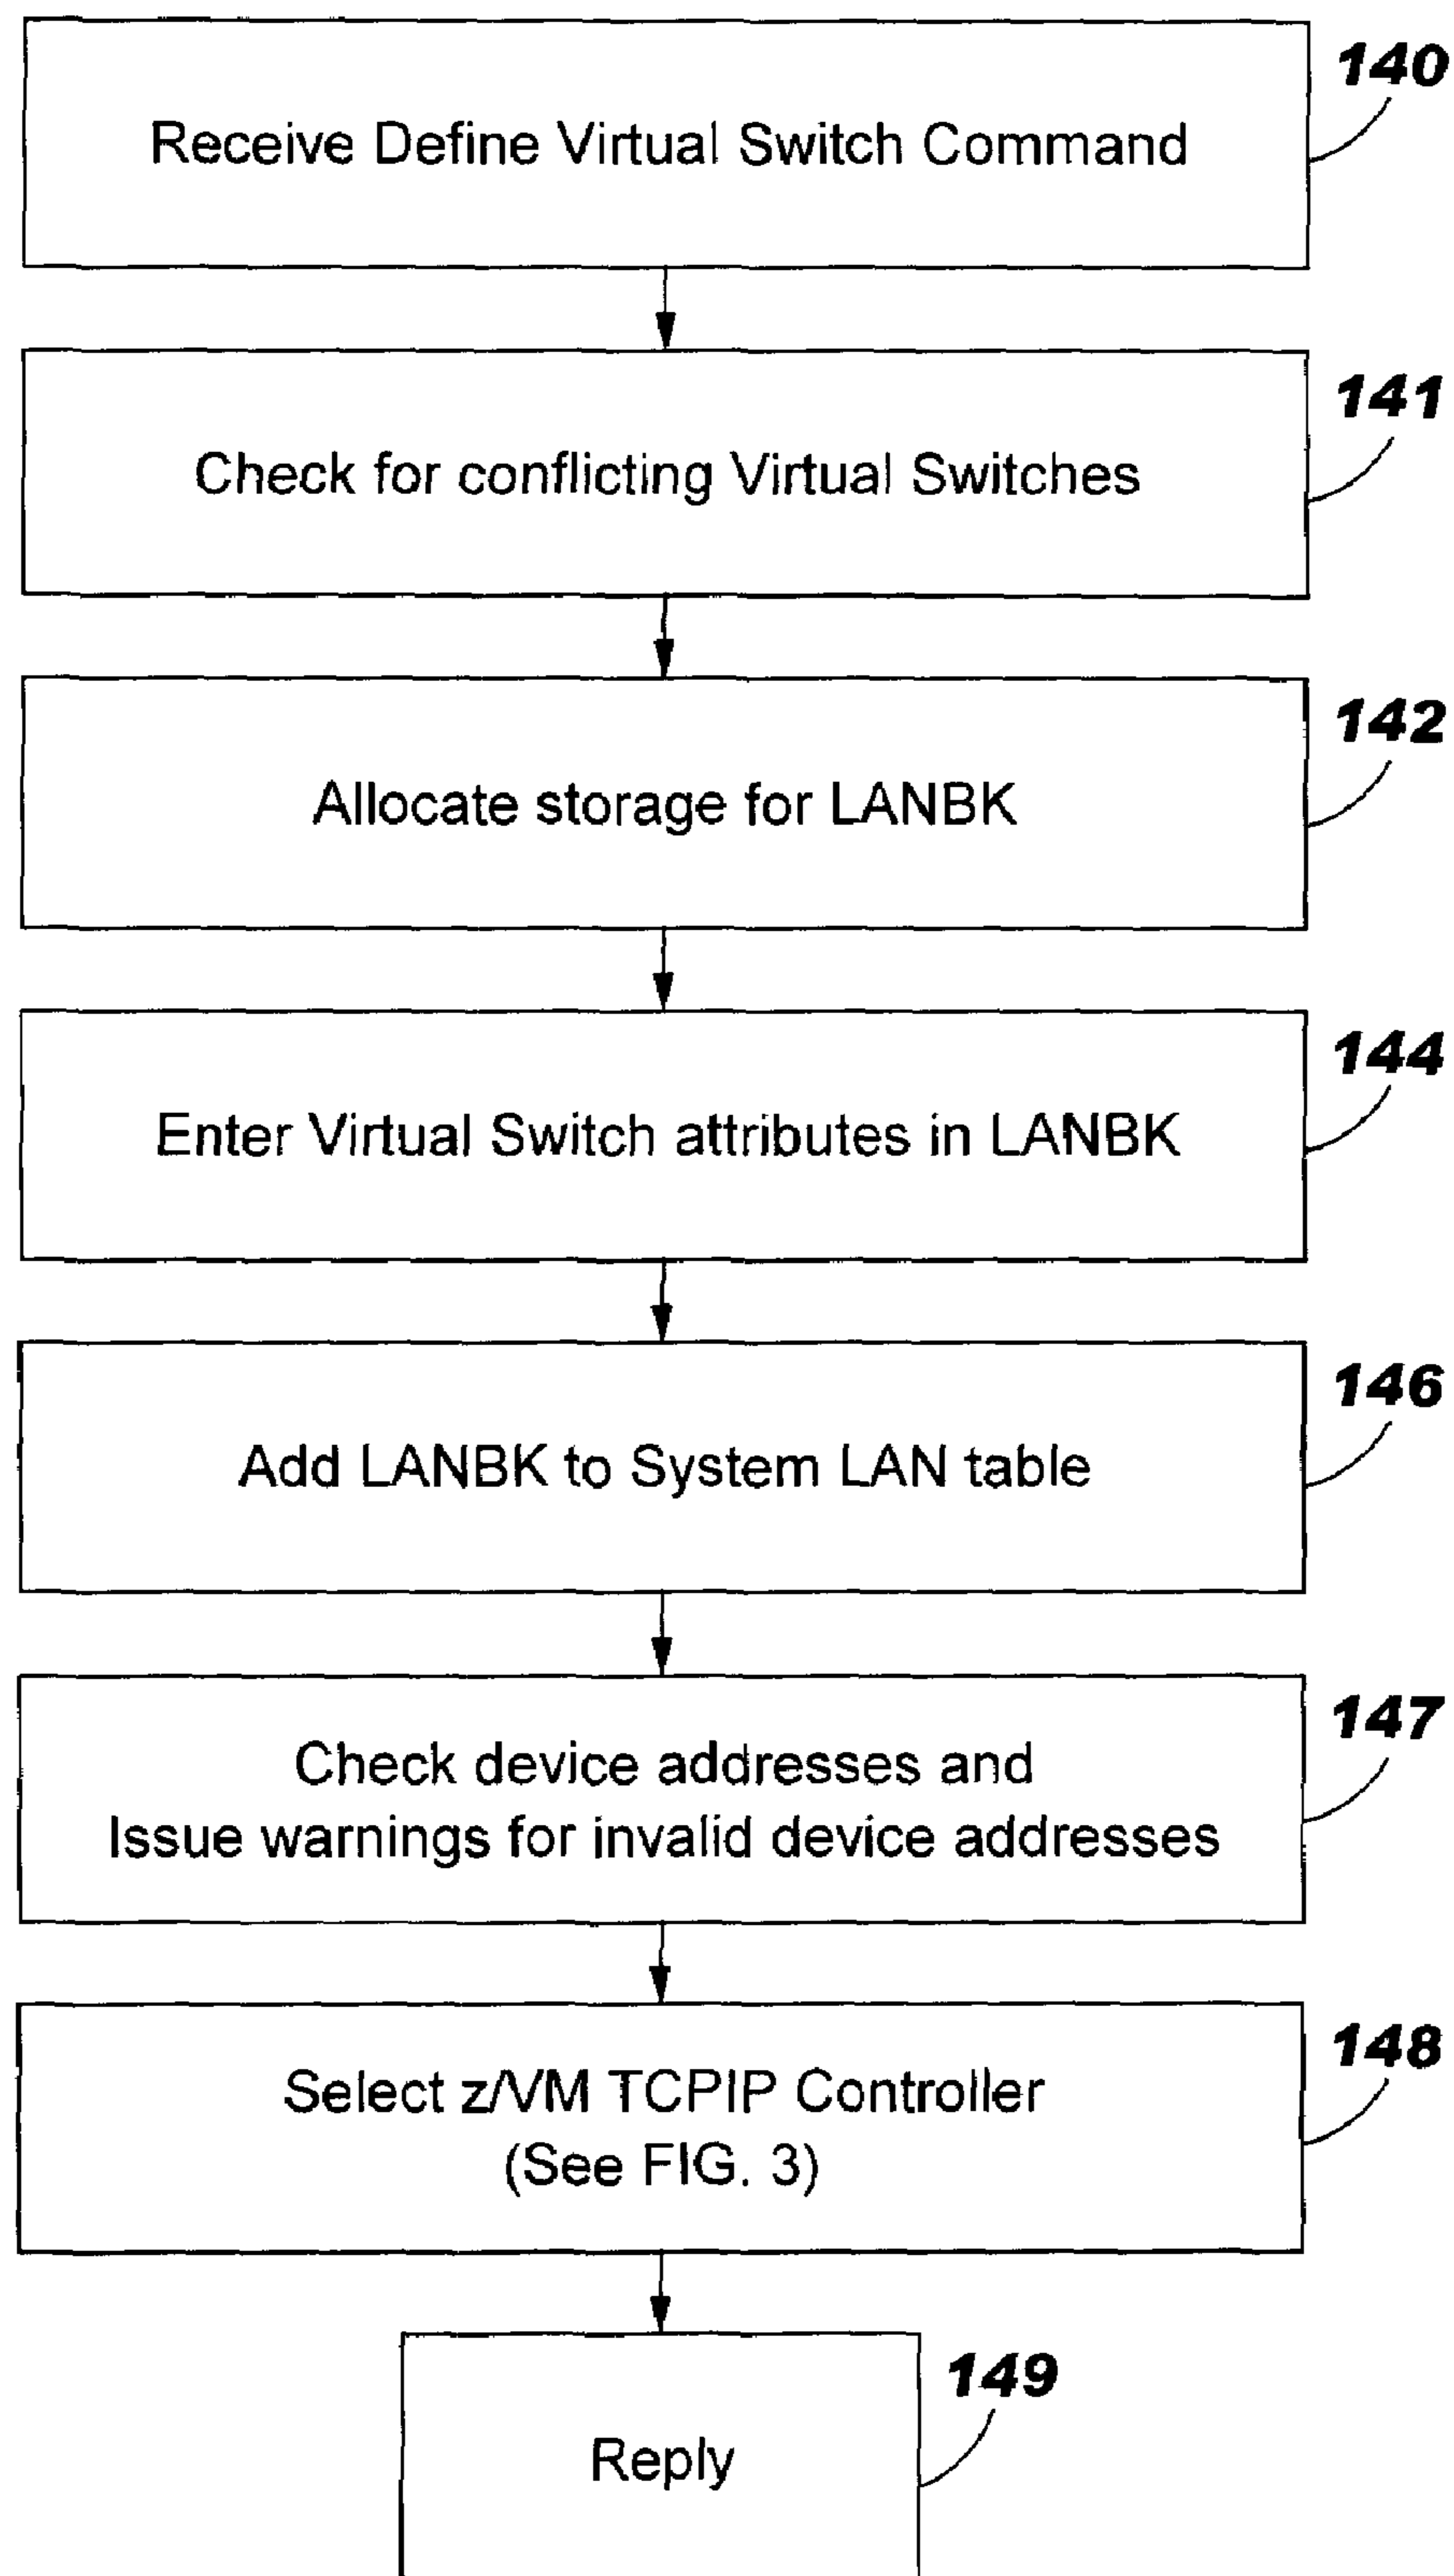 Receive Define Virtual Switch Command
140
Check for conflicting Virtual Switches
141
Allocate storage for LANBK
142
Enter Virtual Switch attributes in LANBK
144
Add LANBK to System LAN table
146
Check device addresses and
Issue warnings for invalid device addresses
147
Select z/VM TCPIP Controller
(See FIG. 3)
148
Reply
149